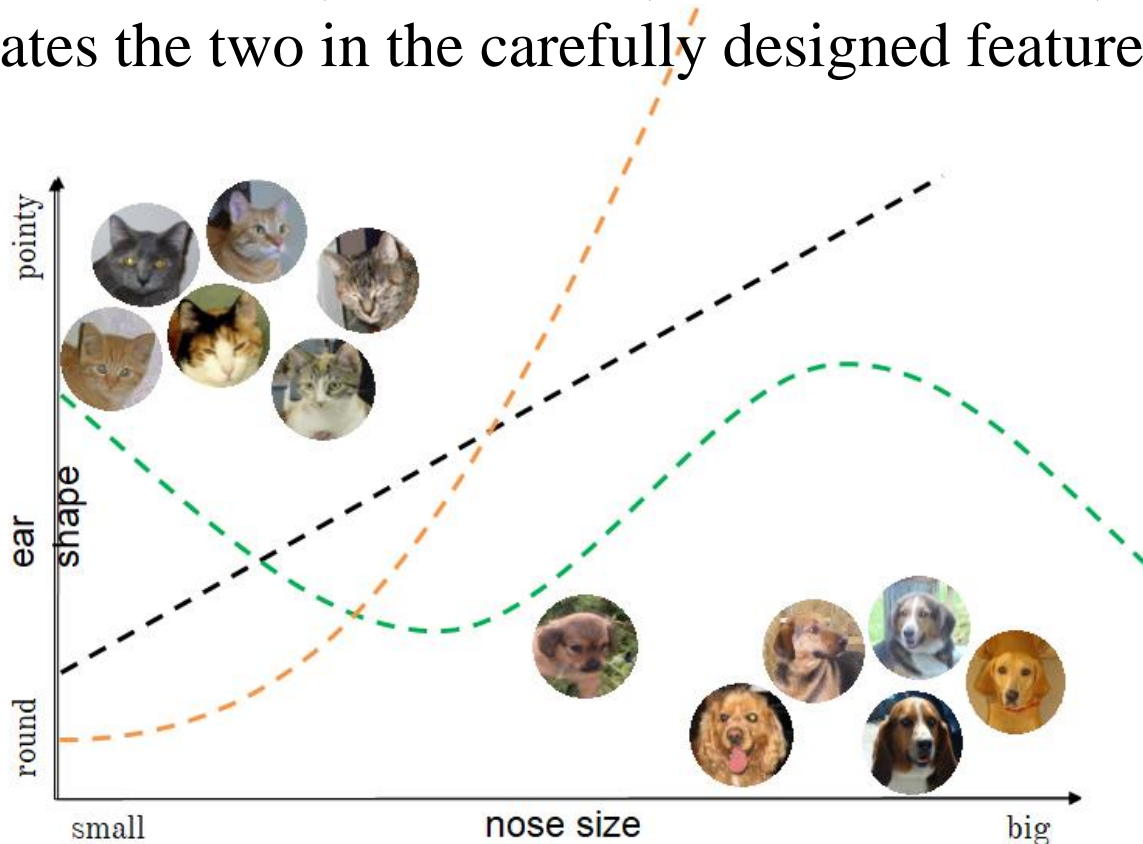 ates the two in the carefully designed feature
pointy
ear
shape
round
small
nose size
big